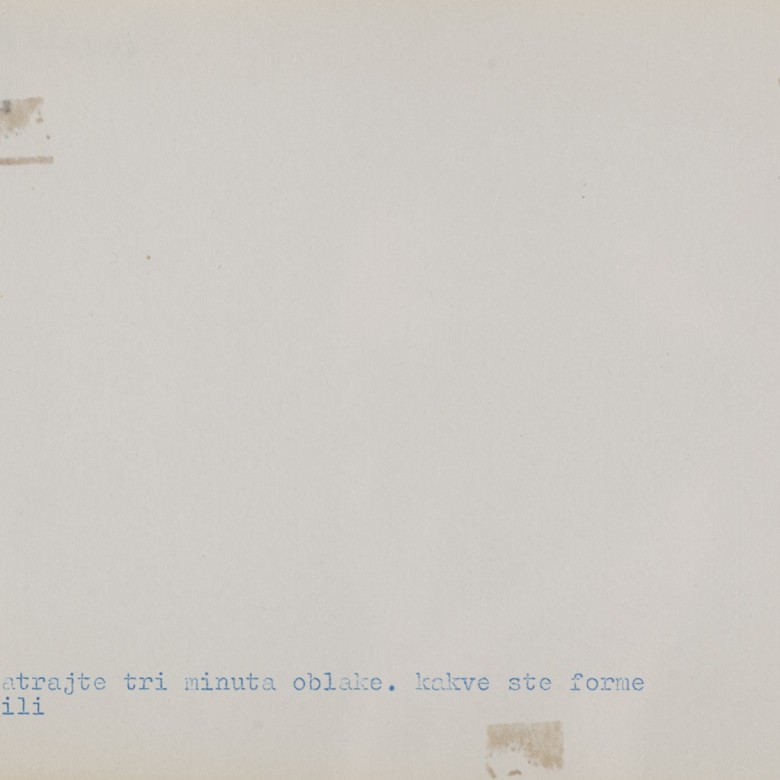 atrajte tri minuta oblake. kakve ste forme
ili